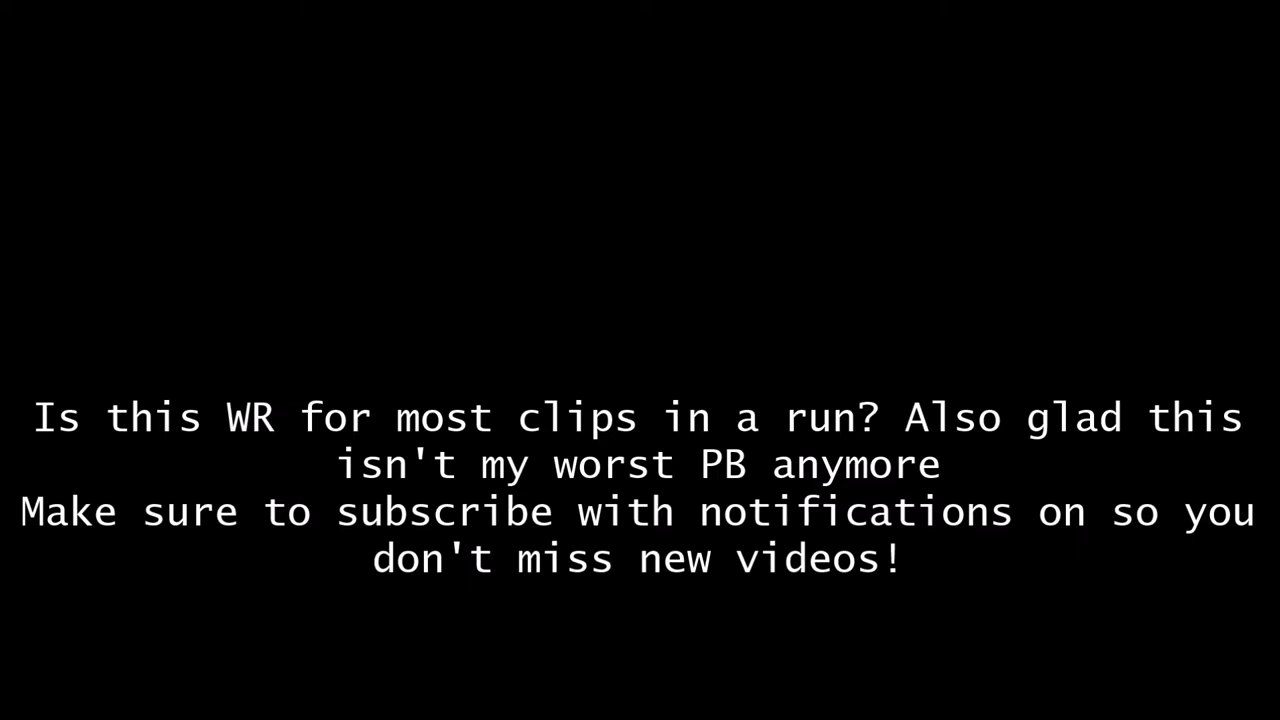 Is this WR for most clips in a run? Also glad this
isn't my worst PB anymore
Make sure to subscribe with notifications on so you
don't miss new videos!